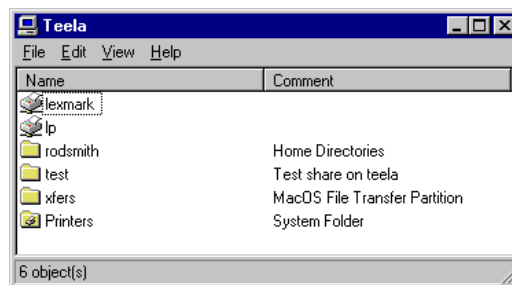 Teela
File Edit View Help
Name Comment
lexmark
lp
rodsmith Home Directories
test Test share on teela
xfers MacOS File Transfer Partition
Printers System Folder
6 object(s)